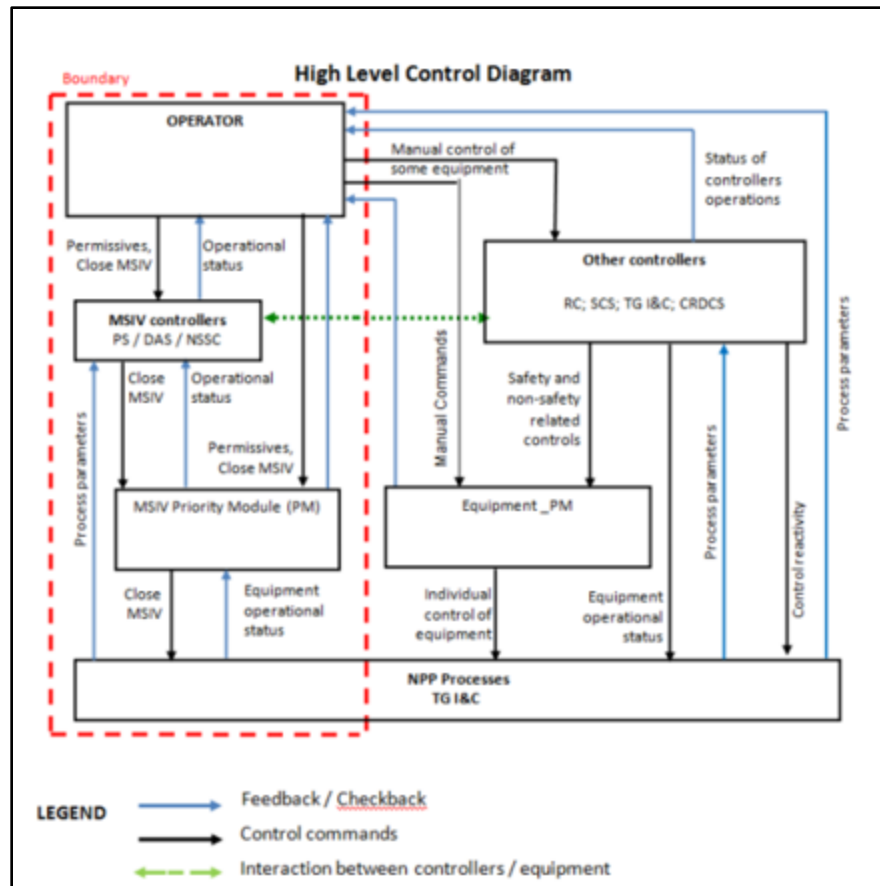 High Level Control Diagram
Boundary
OPERATOR
Manual control of
some equipment
Status of
controllers
operations
Permissives,
Close MSIV
Operational
status
Other controllers
RC; SCS; TG I&C; CRDCS
MSIV controllers
PS / DAS / NSSC
Close
MSIV
Operational
status
Safety and
non-safety
related
controls
Process parameters
Manual Commands
Process parameters
Control reactivity
Process parameters
Permissives,
Close MSIV
MSIV Priority Module (PM)
Equipment _PM
Close
MSIV
Equipment
operational
status
Individual
control of
equipment
Equipment
operational
status
NPP Processes
TG I&C
LEGEND
Feedback / Checkback
Control commands
Interaction between controllers / equipment